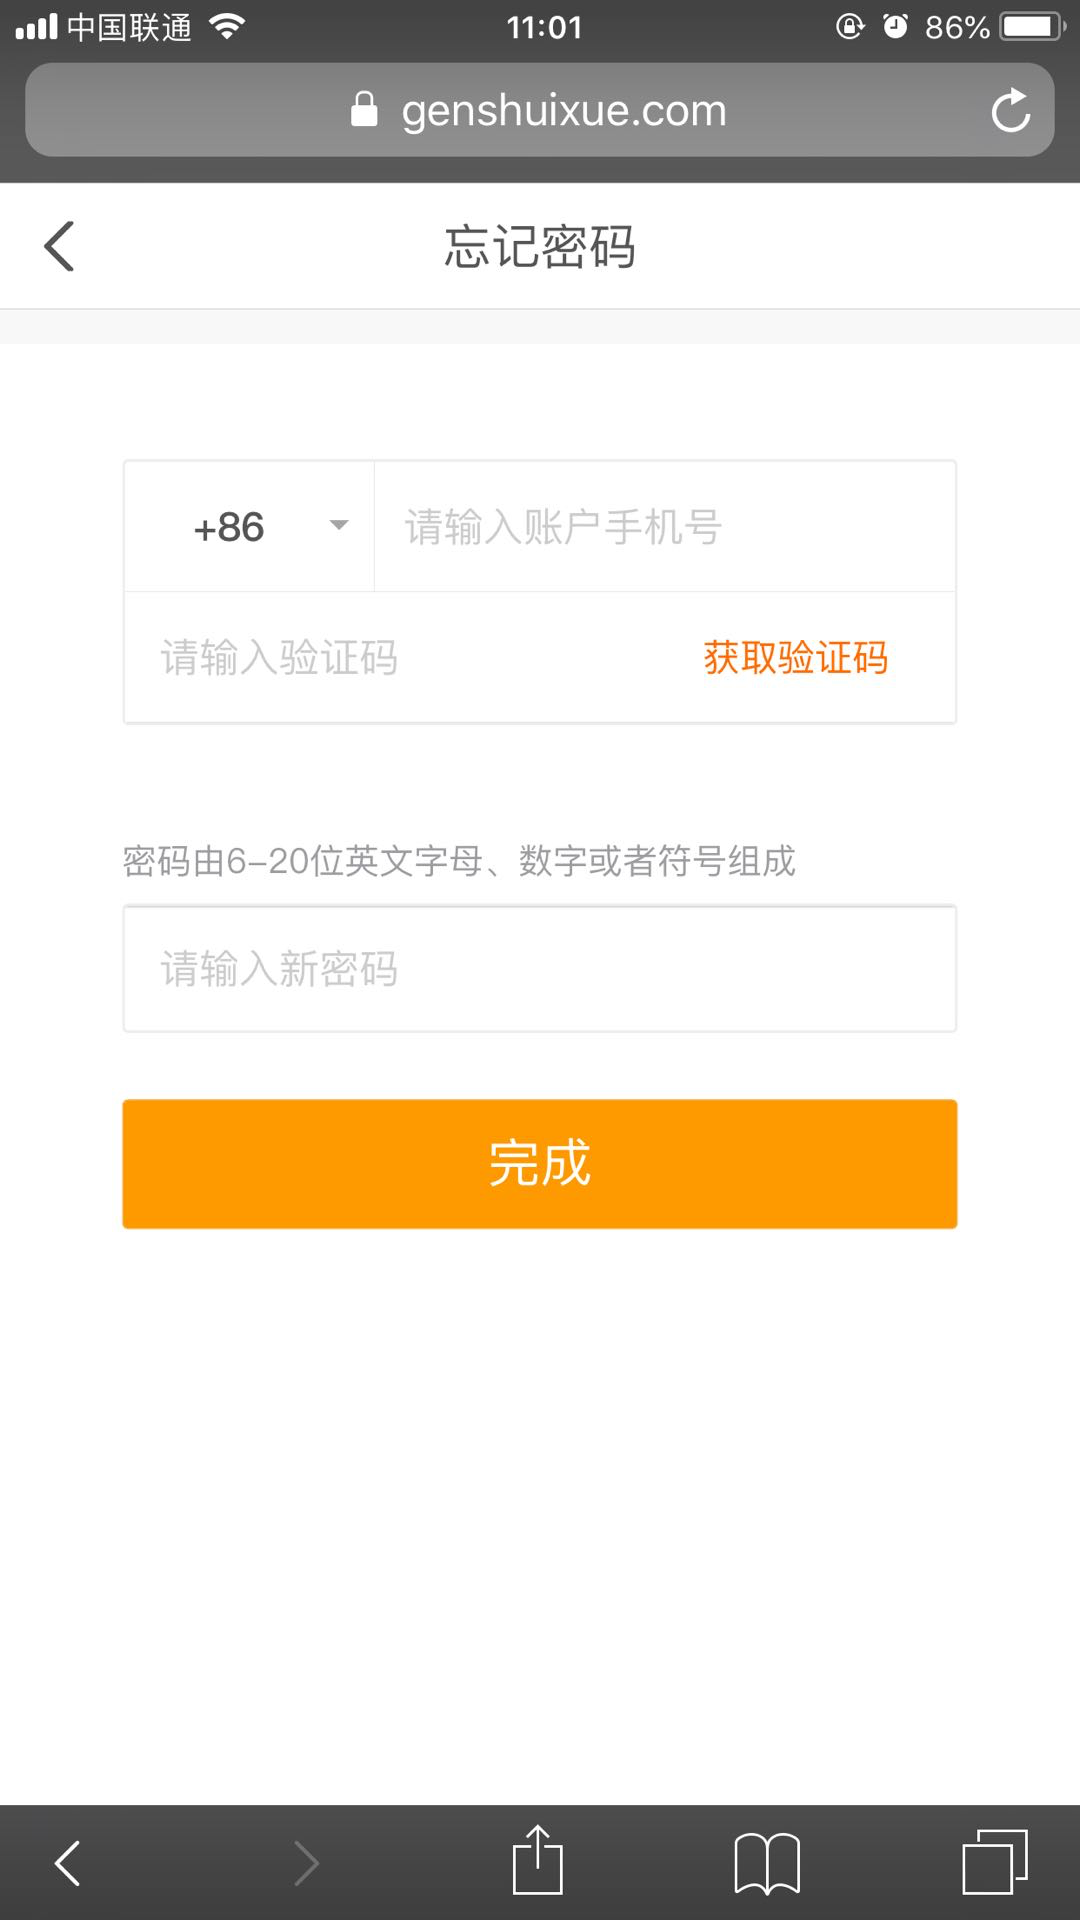 中国联通 11:01 86%
genshuixue.com
忘记密码
+86 请输入账户手机号
请输入验证码 获取验证码
密码由6-20位英文字母、数字或者符号组成
请输入新密码
完成